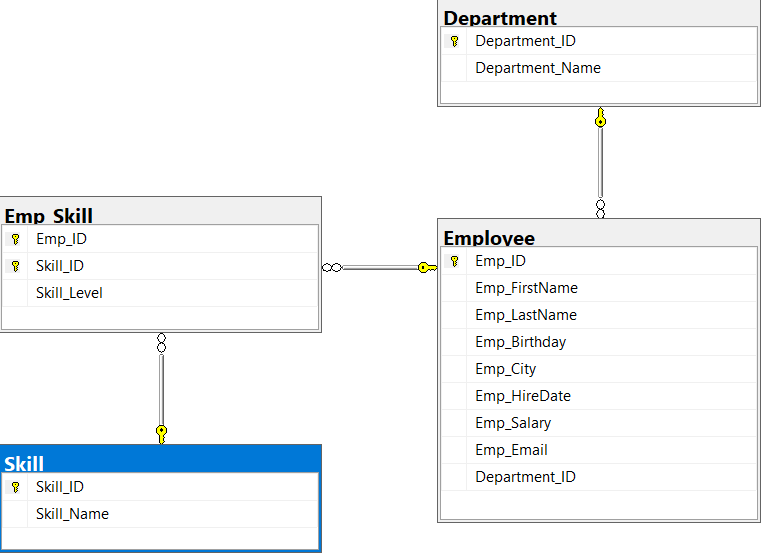 Department
Department_ID
Department_Name
Emp_Skill
Emp_ID
Skill_ID
Skill_Level
Employee
Emp_ID
Emp_FirstName
Emp_LastName
Emp_Birthday
Emp_City
Emp_HireDate
Emp_Salary
Emp_Email
Department_ID
Skill
Skill_ID
Skill_Name